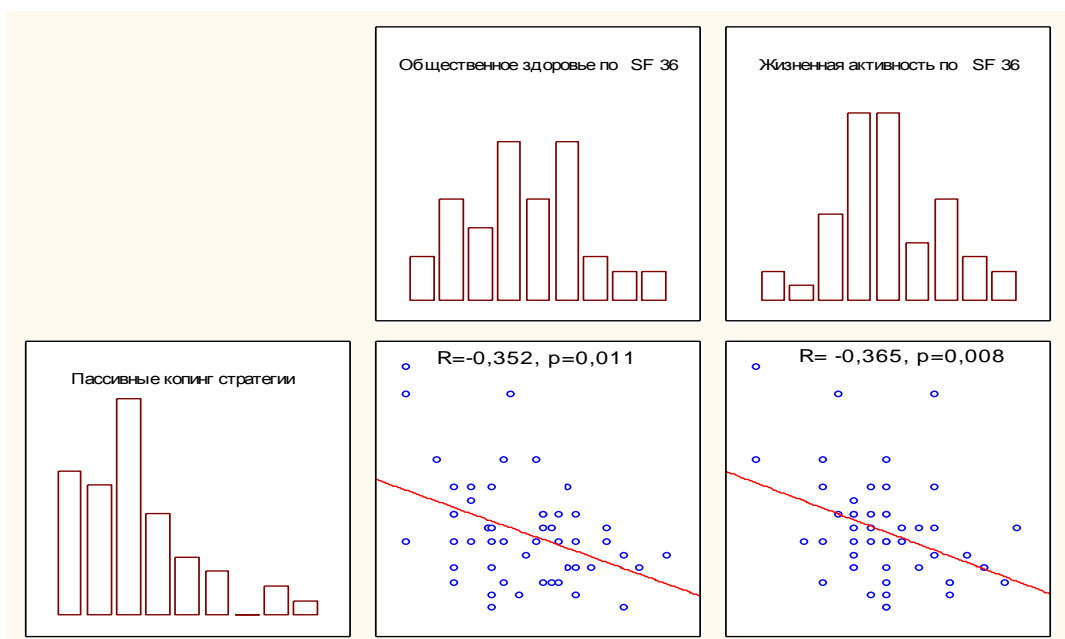 Общественное здоровье по SF 36
Жизненная активность по SF 36
Пассивные копинг стратегии
R=-0,352, p=0,011
R= -0,365, p=0,008